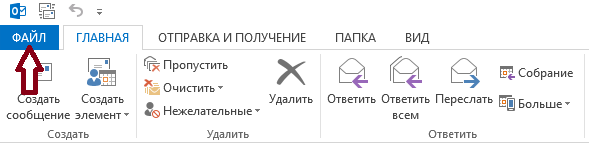 ФАЙЛ ГЛАВНАЯ ОТПРАВКА И ПОЛУЧЕНИЕ ПАПКА ВИД
Создать сообщение
Создать элемент
Создать
Пропустить
Очистить
Нежелательные
Удалить
Удалить
Ответить
Ответить всем
Переслать
Собрание
Больше
Ответить